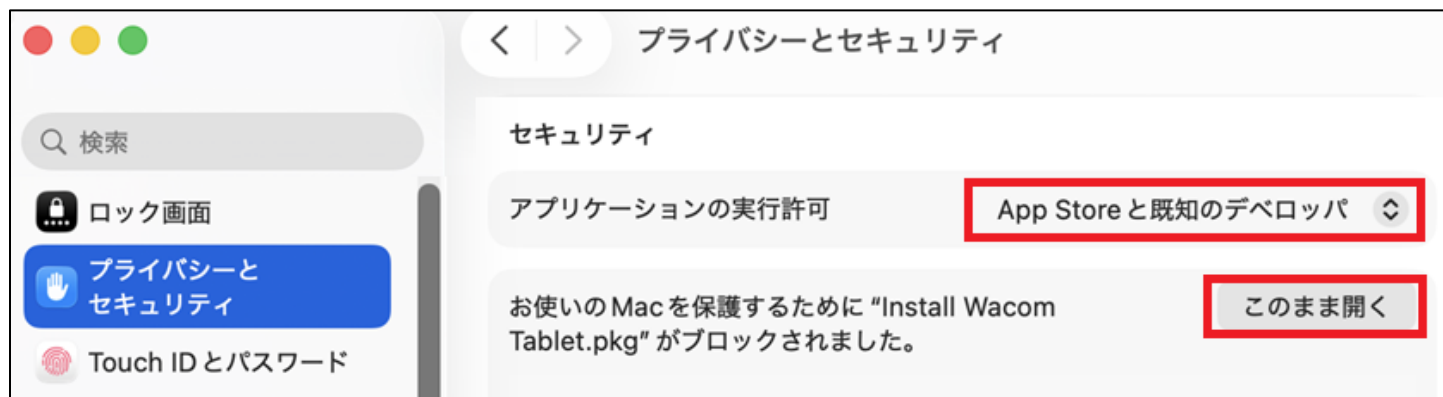 プライバシーとセキュリティ
検索
ロック画面
プライバシーと
セキュリティ
Touch IDとパスワード
セキュリティ
アプリケーションの実行許可
App Storeと既知のデベロッパ
お使いのMacを保護するために “Install Wacom
Tablet.pkg” がブロックされました。
このまま開く